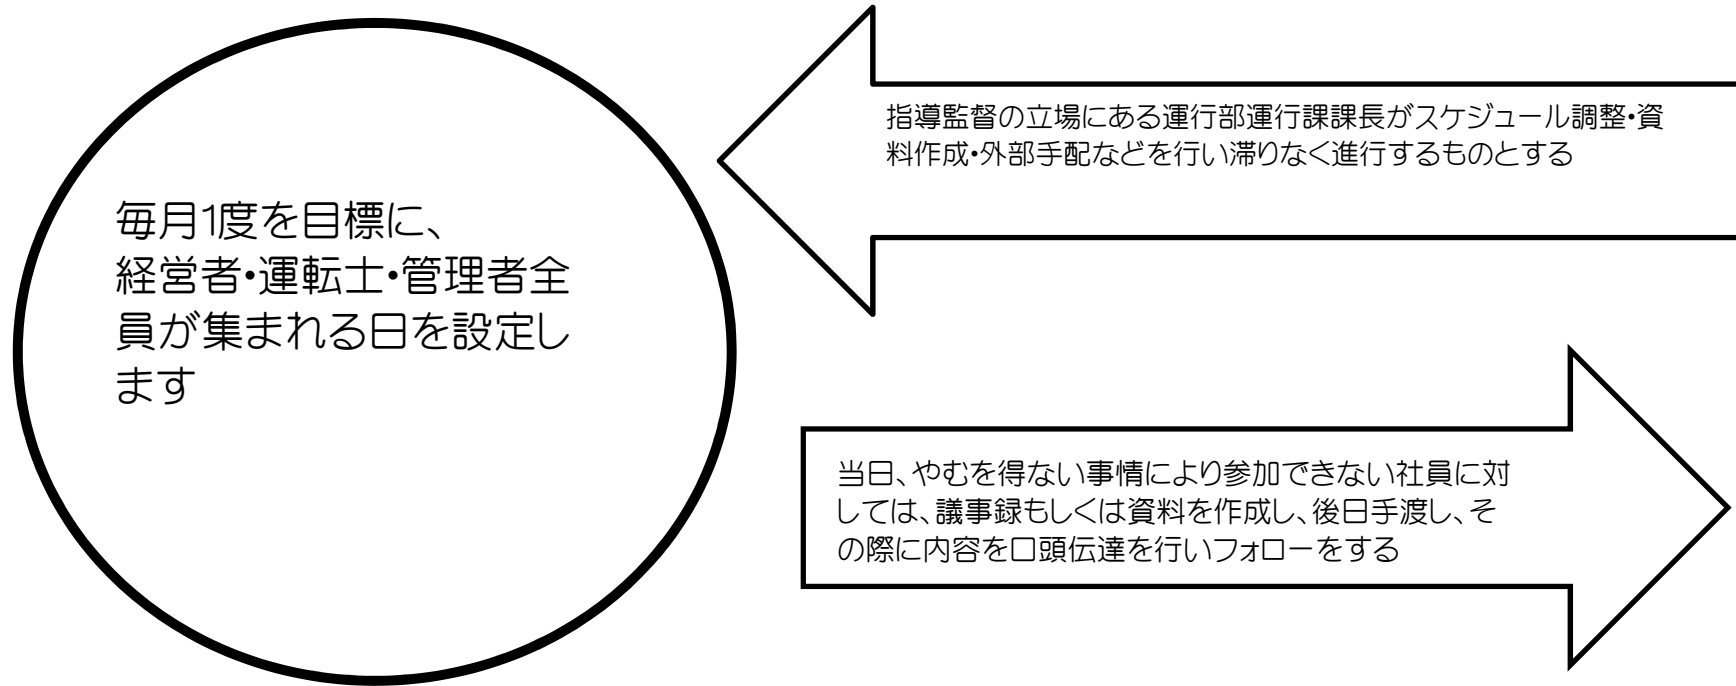 毎月1度を目標に、
経営者・運転士・管理者全
員が集まれる日を設定し
ます
指導監督の立場にある運行部運行課課長がスケジュール調整・資
料作成・外部手配などを行い滞りなく進行するものとする
当日、やむを得ない事情により参加できない社員に対
しては、議事録もしくは資料を作成し、後日手渡し、そ
の際に内容を口頭伝達を行いフォローをする